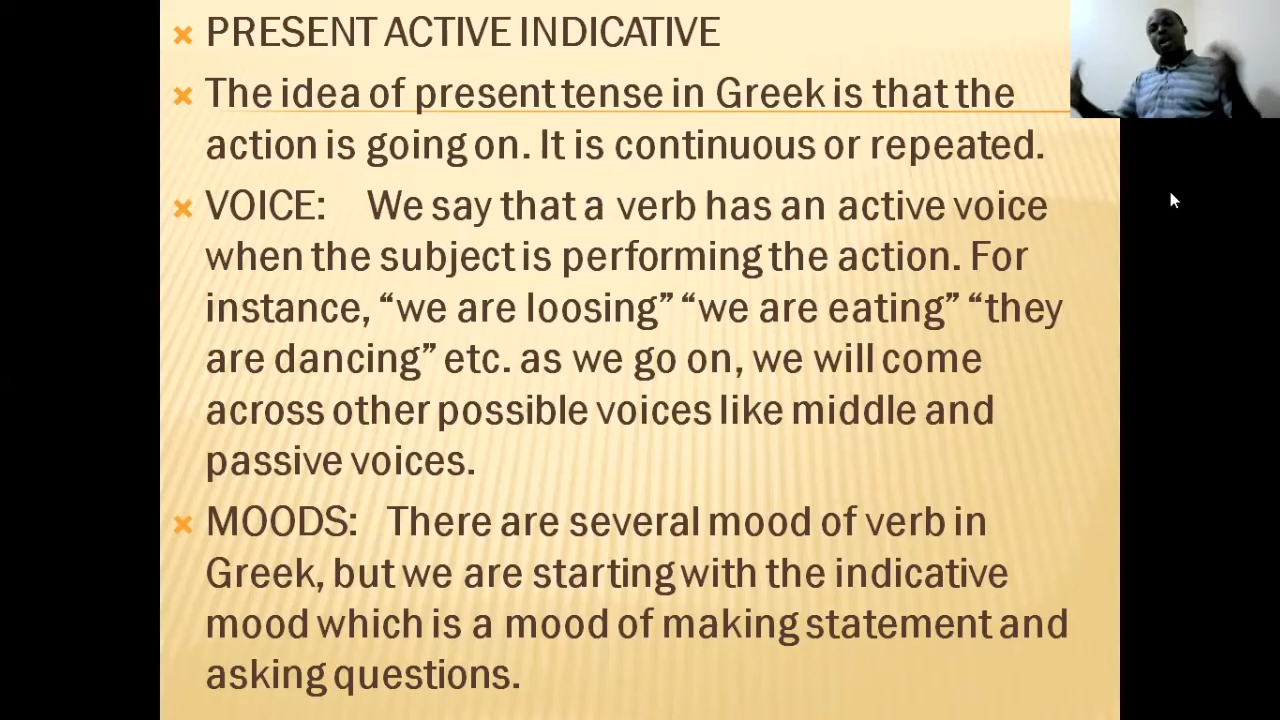 PRESENT ACTIVE INDICATIVE
The idea of present tense in Greek is that the
action is going on. It is continuous or repeated.
VOICE: We say that a verb has an active voice
when the subject is performing the action. For
instance, “we are loosing” “we are eating” “they
are dancing” etc. as we go on, we will come
across other possible voices like middle and
passive voices.
MOODS: There are several mood of verb in
Greek, but we are starting with the indicative
mood which is a mood of making statement and
asking questions.